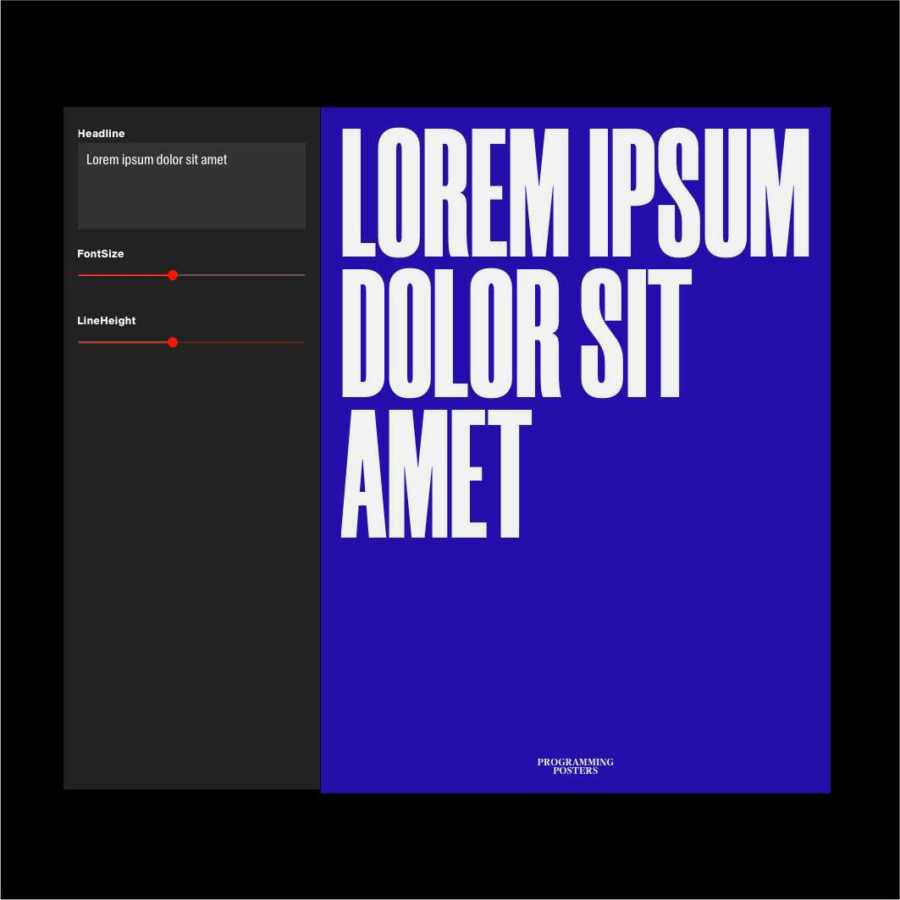 Headline
Lorem ipsum dolor sit amet
FontSize
LineHeight
LOREM IPSUM
DOLOR SIT
AMET
PROGRAMMING
POSTERS